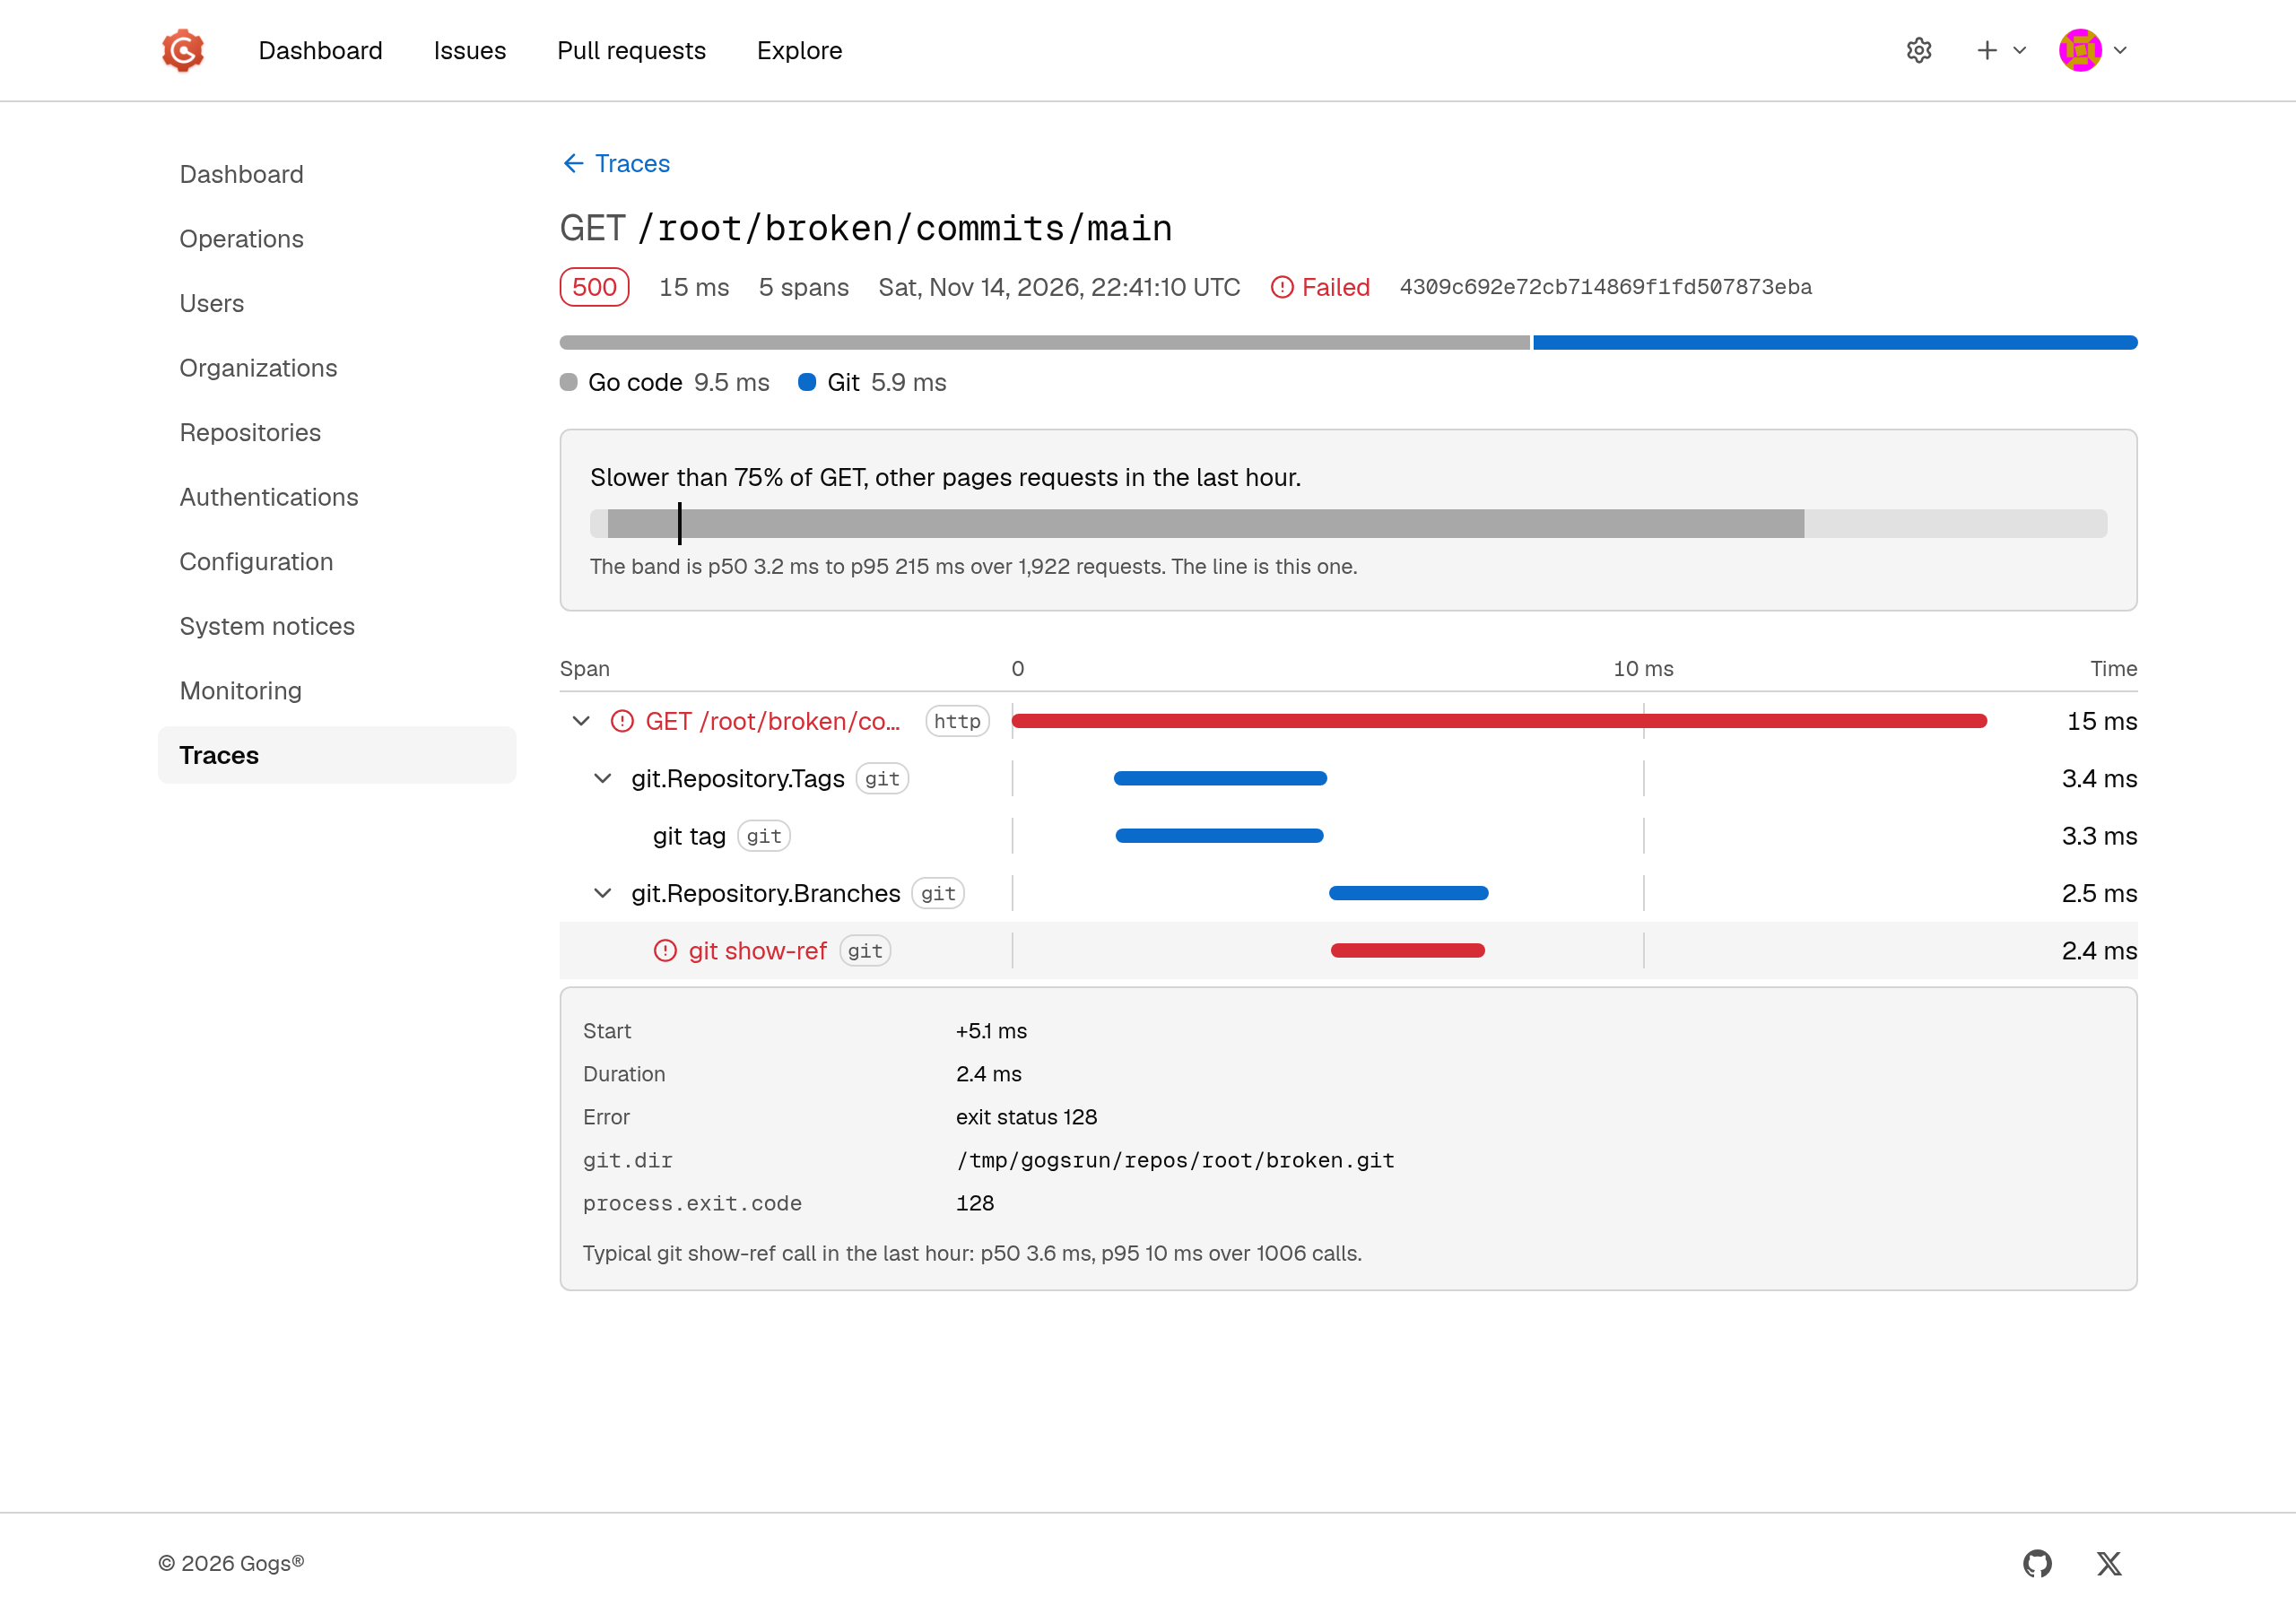 Dashboard Issues Pull requests Explore
Dashboard
Operations
Users
Organizations
Repositories
Authentications
Configuration
System notices
Monitoring
Traces
← Traces
GET /root/broken/commits/main
500 15 ms 5 spans Sat, Nov 14, 2026, 22:41:10 UTC Failed 4309c692e72cb714869f1fd507873eba
Go code 9.5 ms Git 5.9 ms
Slower than 75% of GET, other pages requests in the last hour.
The band is p50 3.2 ms to p95 215 ms over 1,922 requests. The line is this one.
Span 0 10 ms Time
GET /root/broken/co... http 15 ms
git.Repository.Tags git 3.4 ms
git tag git 3.3 ms
git.Repository.Branches git 2.5 ms
git show-ref git 2.4 ms
Start +5.1 ms
Duration 2.4 ms
Error exit status 128
git.dir /tmp/gogsrun/repos/root/broken.git
process.exit.code 128
Typical git show-ref call in the last hour: p50 3.6 ms, p95 10 ms over 1006 calls.
© 2026 Gogs®